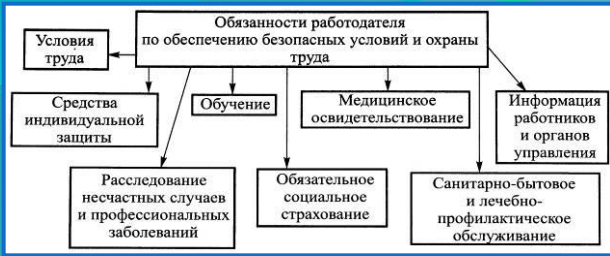 Обязанности работодателя
по обеспечению безопасных условий и охраны
труда
Условия
труда
Средства
индивидуальной
защиты
Обучение
Медицинское
освидетельствование
Информация
работников
и органов
управления
Расследование
несчастных случаев
и профессиональных
заболеваний
Обязательное
социальное
страхование
Санитарно-бытовое
и лечебно-
профилактическое
обслуживание